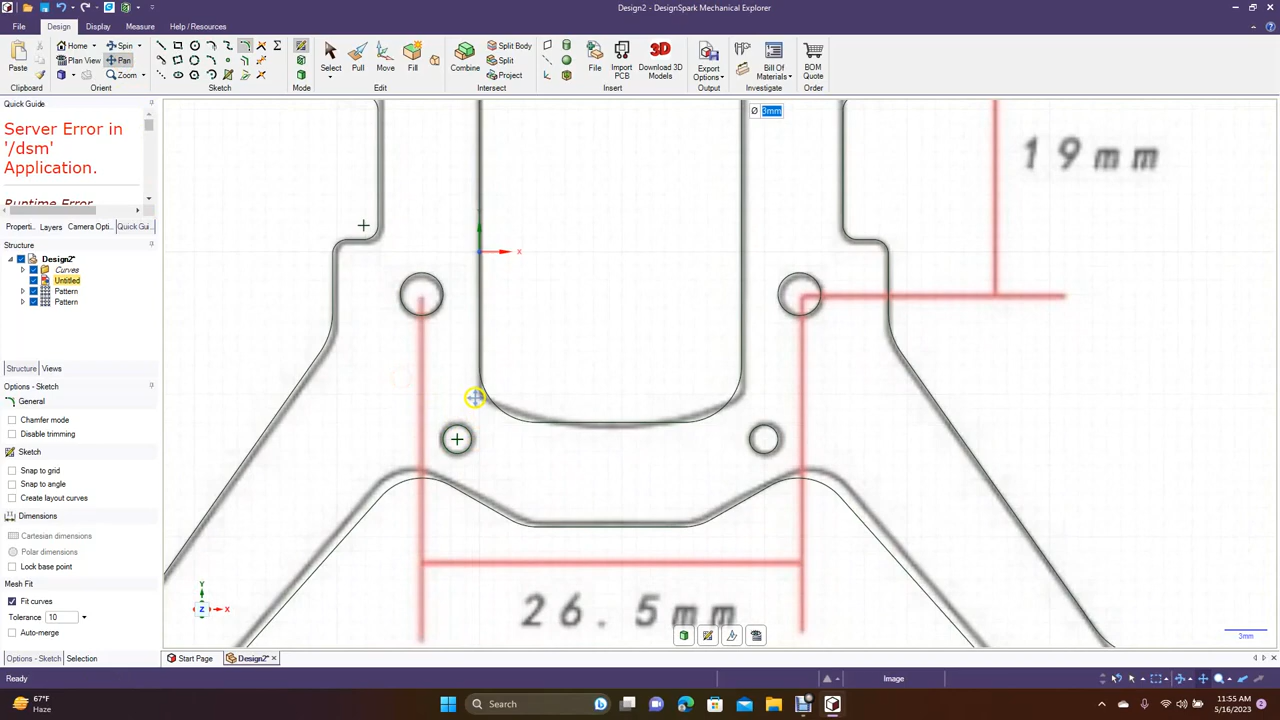 Design2* - DesignSpark Mechanical Explorer
File Design Display Measure Help / Resources
Paste
Home Spin
Plan View Pan
Zoom
Select Pull Move Fill
Combine
Split Body
Split
Project
File Import PCB Download 3D Models
Export Options
Investigate Bill Of Materials
BOM Quote
Clipboard Orient Sketch Mode Edit Intersect Insert Output Investigate Order
Quick Guide
Server Error in
'/dsm'
Application.
Runtime Error
Properti... Layers Camera Opti... Quick Gui...
Structure
Design2*
Curves
Untitled
Pattern
Pattern
Structure Views
Options - Sketch
General
Chamfer mode
Disable trimming
Sketch
Snap to grid
Snap to angle
Create layout curves
Dimensions
Cartesian dimensions
Polar dimensions
Lock base point
Mesh Fit
Fit curves
Tolerance 10
Auto-merge
Options - Sketch Selection
Ø 3mm
19mm
X
26.5mm
Y
Z X
3mm
Start Page Design2*
Ready
Image
67°F
Haze
Search
11:55 AM
5/16/2023